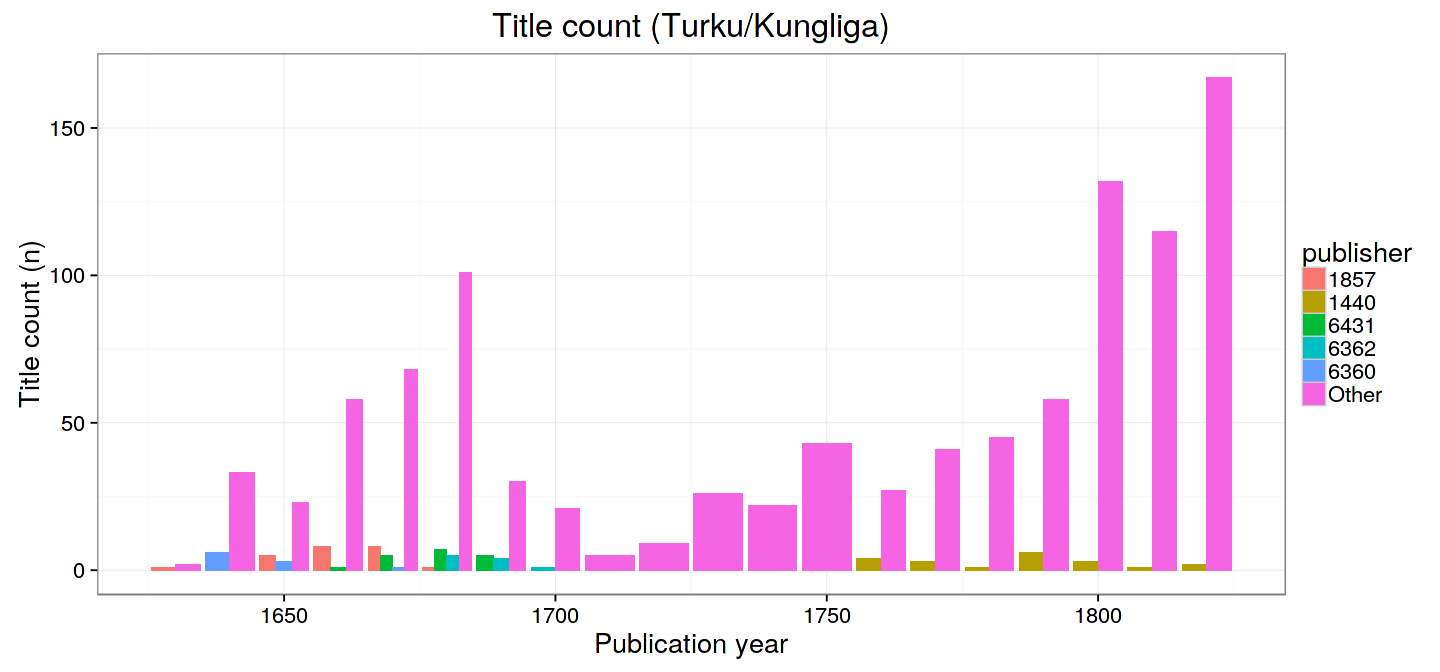 Title count (Turku/Kungliga)
Title count (n)
150
100
50
0
1650
1700
1750
1800
Publication year
publisher
1857
1440
6431
6362
6360
Other